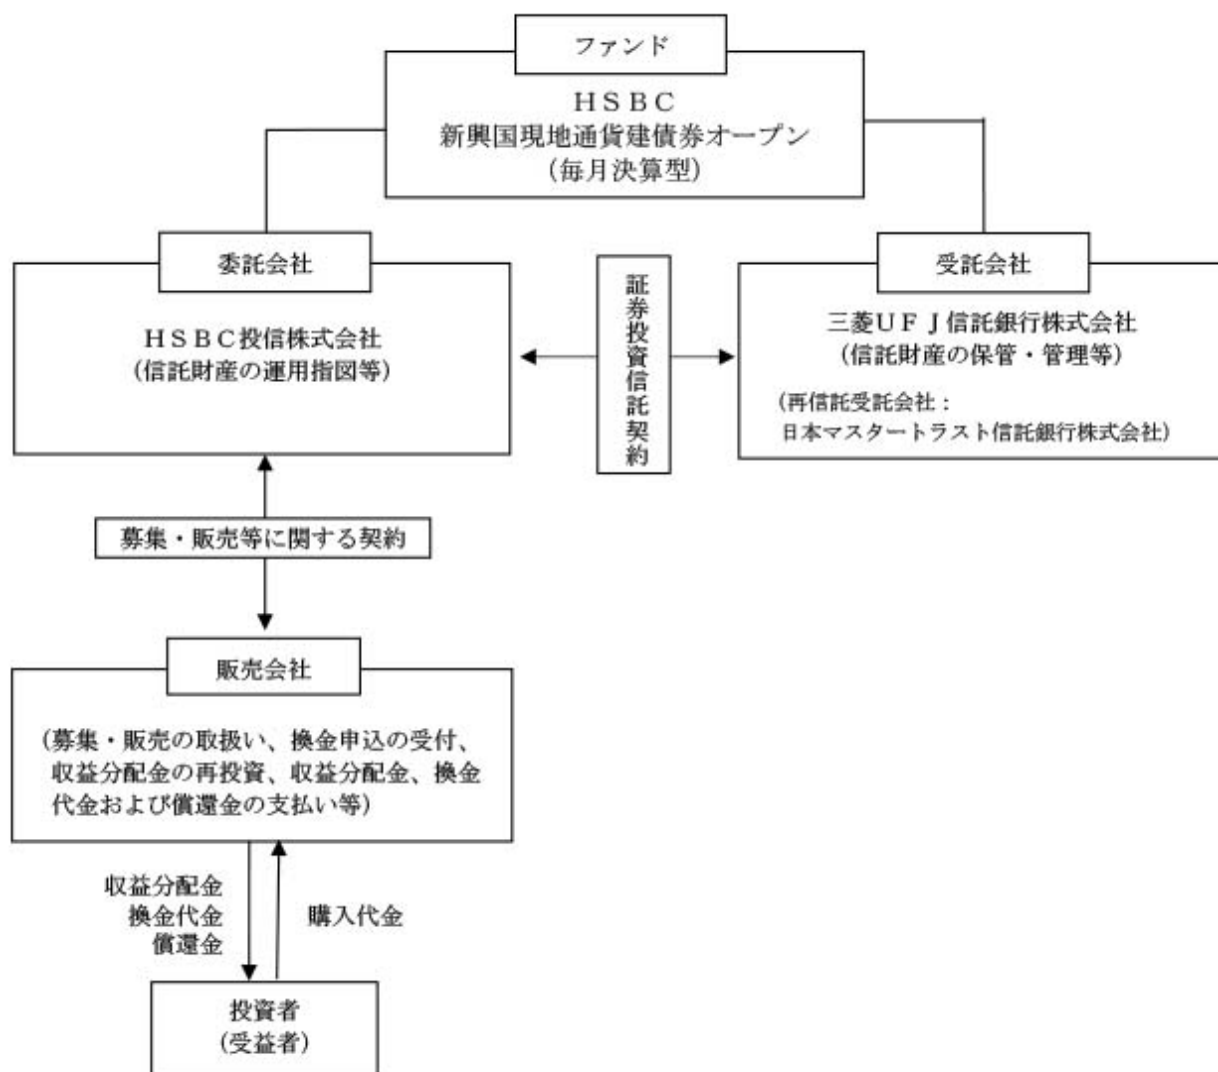 ファンド
ＨＳＢＣ
新興国現地通貨建債券オープン
（毎月決算型）
委託会社
ＨＳＢＣ投信株式会社
（信託財産の運用指図等）
証券投資信託契約
受託会社
三菱ＵＦＪ信託銀行株式会社
（信託財産の保管・管理等）
（再信託受託会社：
日本マスタートラスト信託銀行株式会社）
募集・販売等に関する契約
販売会社
（募集・販売の取扱い、換金申込の受付、
収益分配金の再投資、収益分配金、換金
代金および償還金の支払い等）
収益分配金
換金代金
償還金
購入代金
投資者
（受益者）